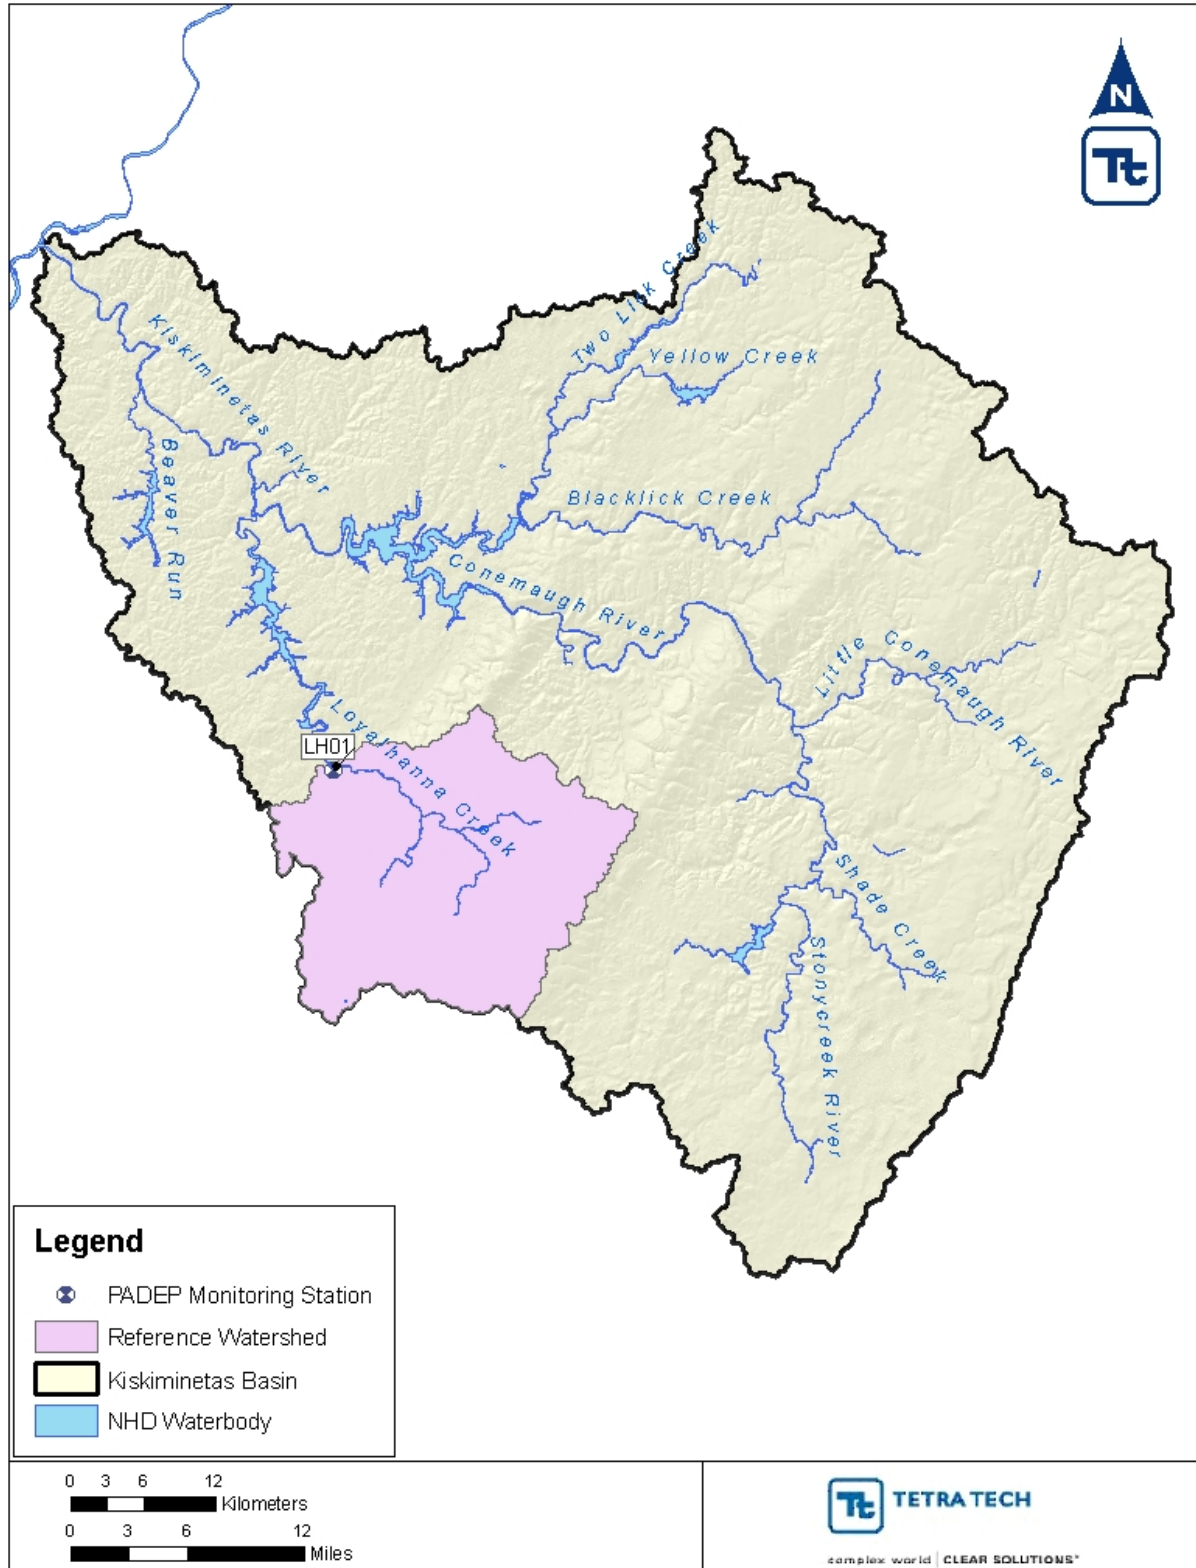 N
Tt
Two Lick Creek
Kiskiminetas River
Yellow Creek
Beaver Run
Blacklick Creek
Conemaugh River
Little Conemaugh River
Loyalhanna Creek
LH01
Shade Creek
Stonycreek River
Legend
PADEP Monitoring Station
Reference Watershed
Kiskiminetas Basin
NHD Waterbody
0 3 6 12
Kilometers
0 3 6 12
Miles
Tt TETRA TECH
complex world | CLEAR SOLUTIONS™